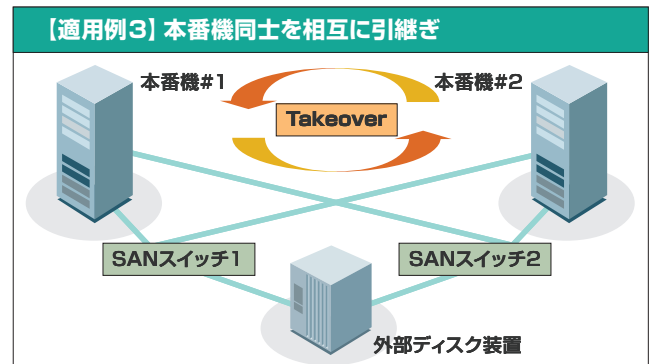 【適用例3】本番機同士を相互に引継ぎ
本番機#1
本番機#2
Takeover
SANスイッチ1
SANスイッチ2
外部ディスク装置